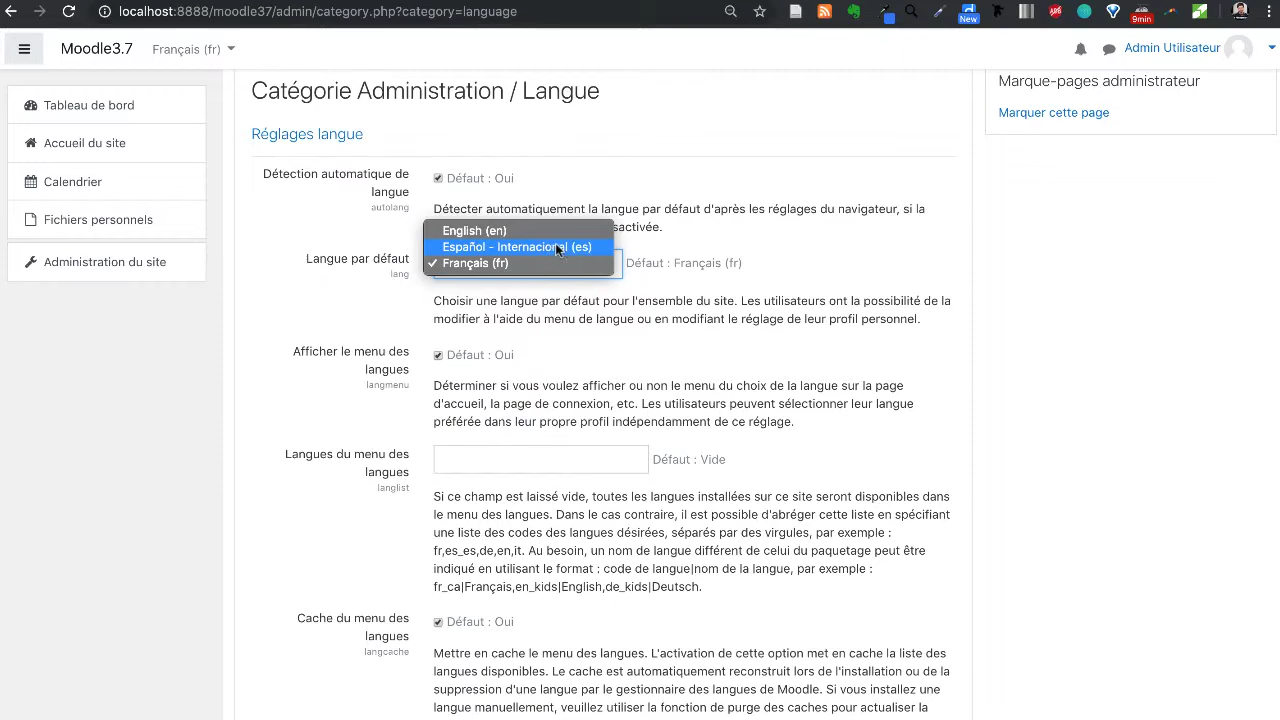 localhost:8888/moodle37/admin/category.php?category=language
New
ABP
9min
Moodle3.7
Français (fr)
Admin Utilisateur
Tableau de bord
Accueil du site
Calendrier
Fichiers personnels
Administration du site
Catégorie Administration / Langue
Réglages langue
Détection automatique de
langue
autolang
Défaut : Oui
Détecter automatiquement la langue par défaut d'après les réglages du navigateur, si la
sactivée.
Langue par défaut
lang
English (en)
Español - Internacional (es)
✓ Français (fr)
Défaut : Français (fr)
Choisir une langue par défaut pour l'ensemble du site. Les utilisateurs ont la possibilité de la
modifier à l'aide du menu de langue ou en modifiant le réglage de leur profil personnel.
Afficher le menu des
langues
langmenu
Défaut : Oui
Déterminer si vous voulez afficher ou non le menu du choix de la langue sur la page
d'accueil, la page de connexion, etc. Les utilisateurs peuvent sélectionner leur langue
préférée dans leur propre profil indépendamment de ce réglage.
Langues du menu des
langues
langlist
Défaut : Vide
Si ce champ est laissé vide, toutes les langues installées sur ce site seront disponibles dans
le menu des langues. Dans le cas contraire, il est possible d'abréger cette liste en spécifiant
une liste des codes des langues désirées, séparés par des virgules, par exemple :
fr,es_es,de,en,it. Au besoin, un nom de langue différent de celui du paquetage peut être
indiqué en utilisant le format : code de langue|nom de la langue, par exemple :
fr_ca|Français,en_kids|English,de_kids|Deutsch.
Cache du menu des
langues
langcache
Défaut : Oui
Mettre en cache le menu des langues. L'activation de cette option met en cache la liste des
langues disponibles. Le cache est automatiquement reconstruit lors de l'installation ou de la
suppression d'une langue par le gestionnaire des langues de Moodle. Si vous installez une
langue manuellement, veuillez utiliser la fonction de purge des caches pour actualiser la
Marque-pages administrateur
Marquer cette page